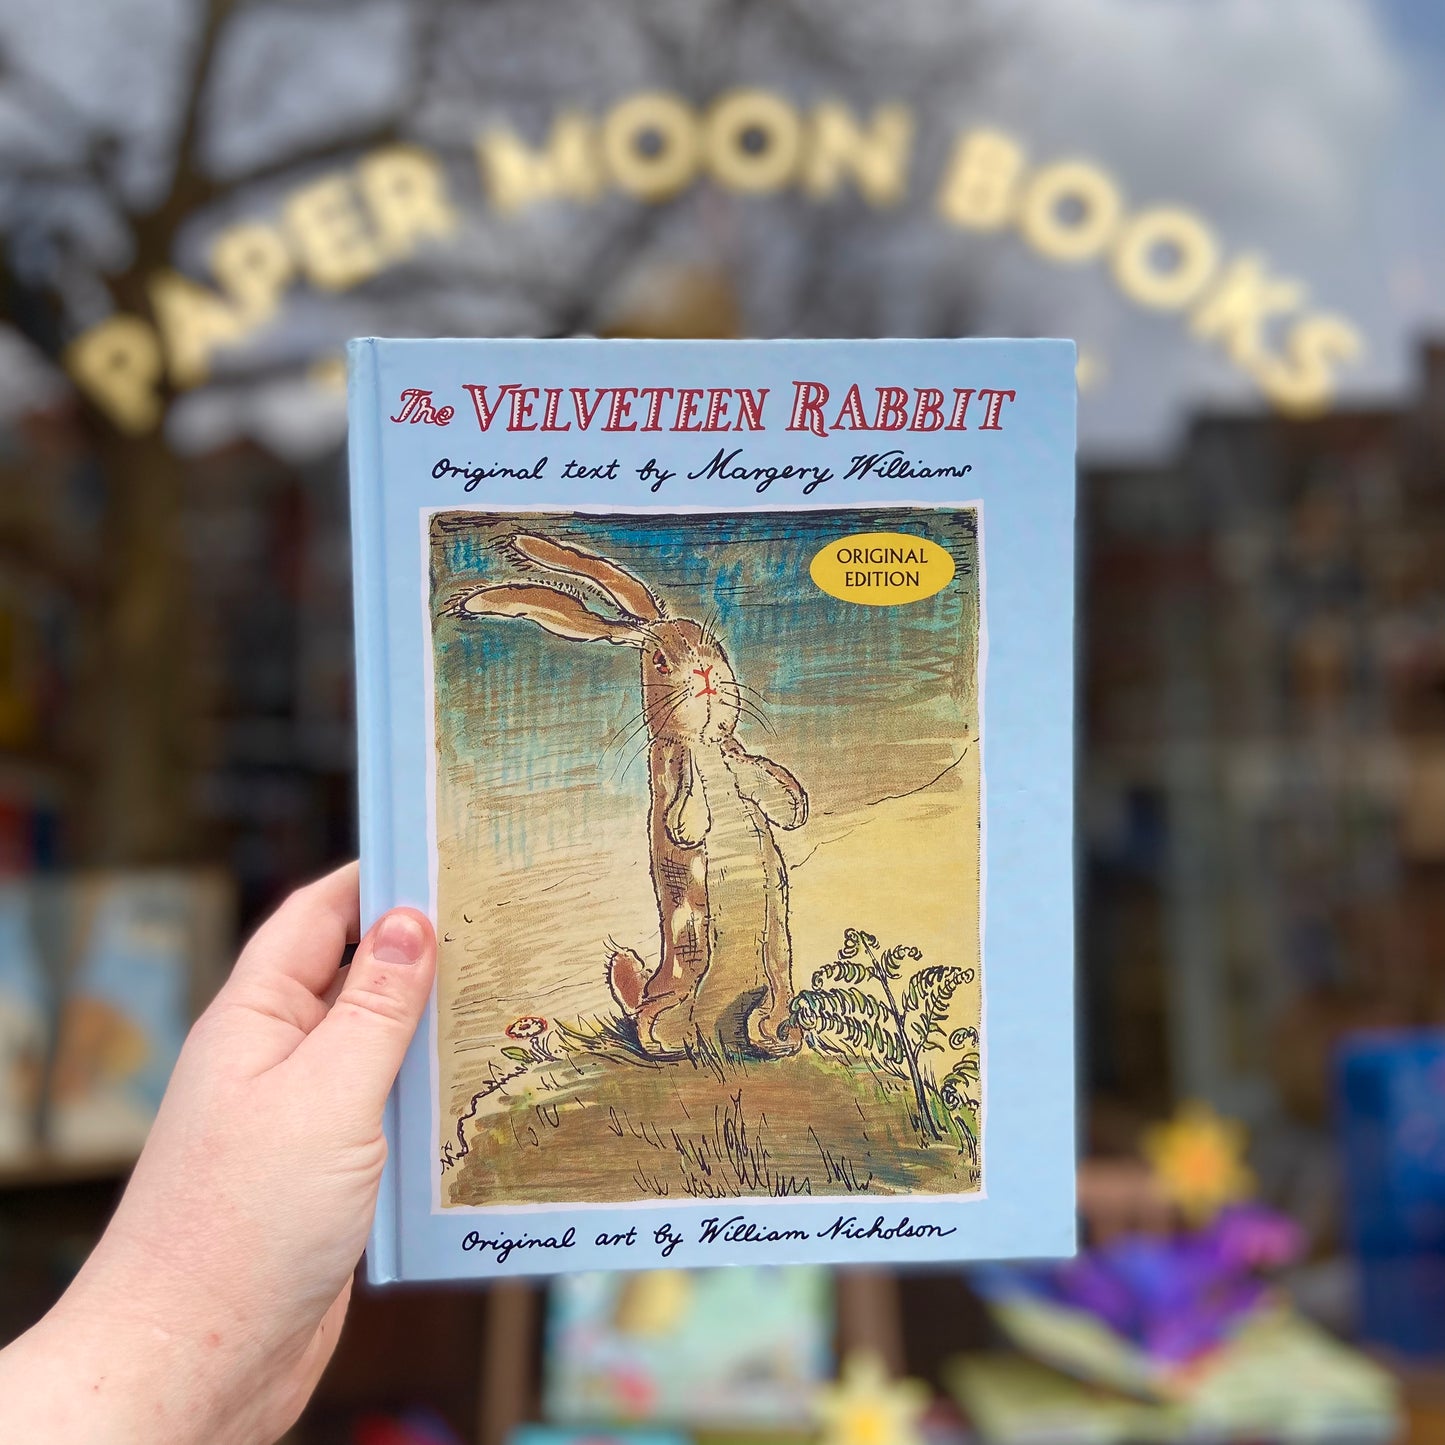 PAPER MOON BOOKS
The VELVETEEN RABBIT
Original text by Margery Williams
ORIGINAL
EDITION
Original art by William Nicholson